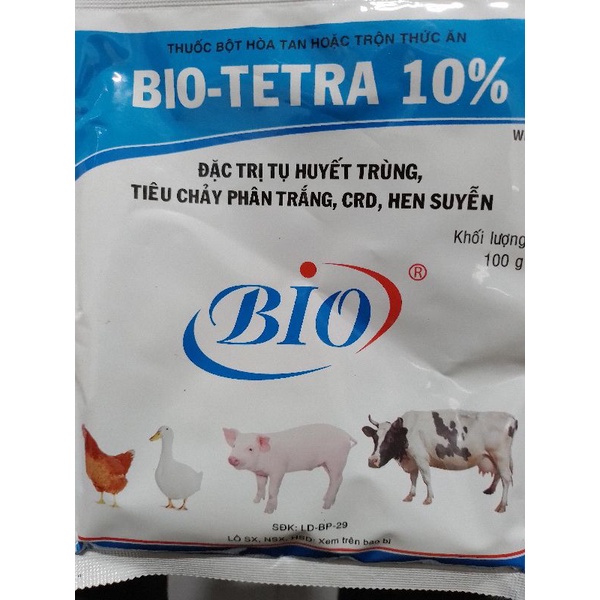 THUỐC BỘT HÒA TAN HOẶC TRỘN THỨC ĂN
BIO-TETRA 10%
ĐẶC TRỊ TỤ HUYẾT TRÙNG,
TIÊU CHẢY PHÂN TRẮNG, CRD, HEN SUYỄN
Khối lượng
100 g
BIO ®
SĐK: LD-BP-29
LÔ SX, NSX, HSD: Xem trên bao bì